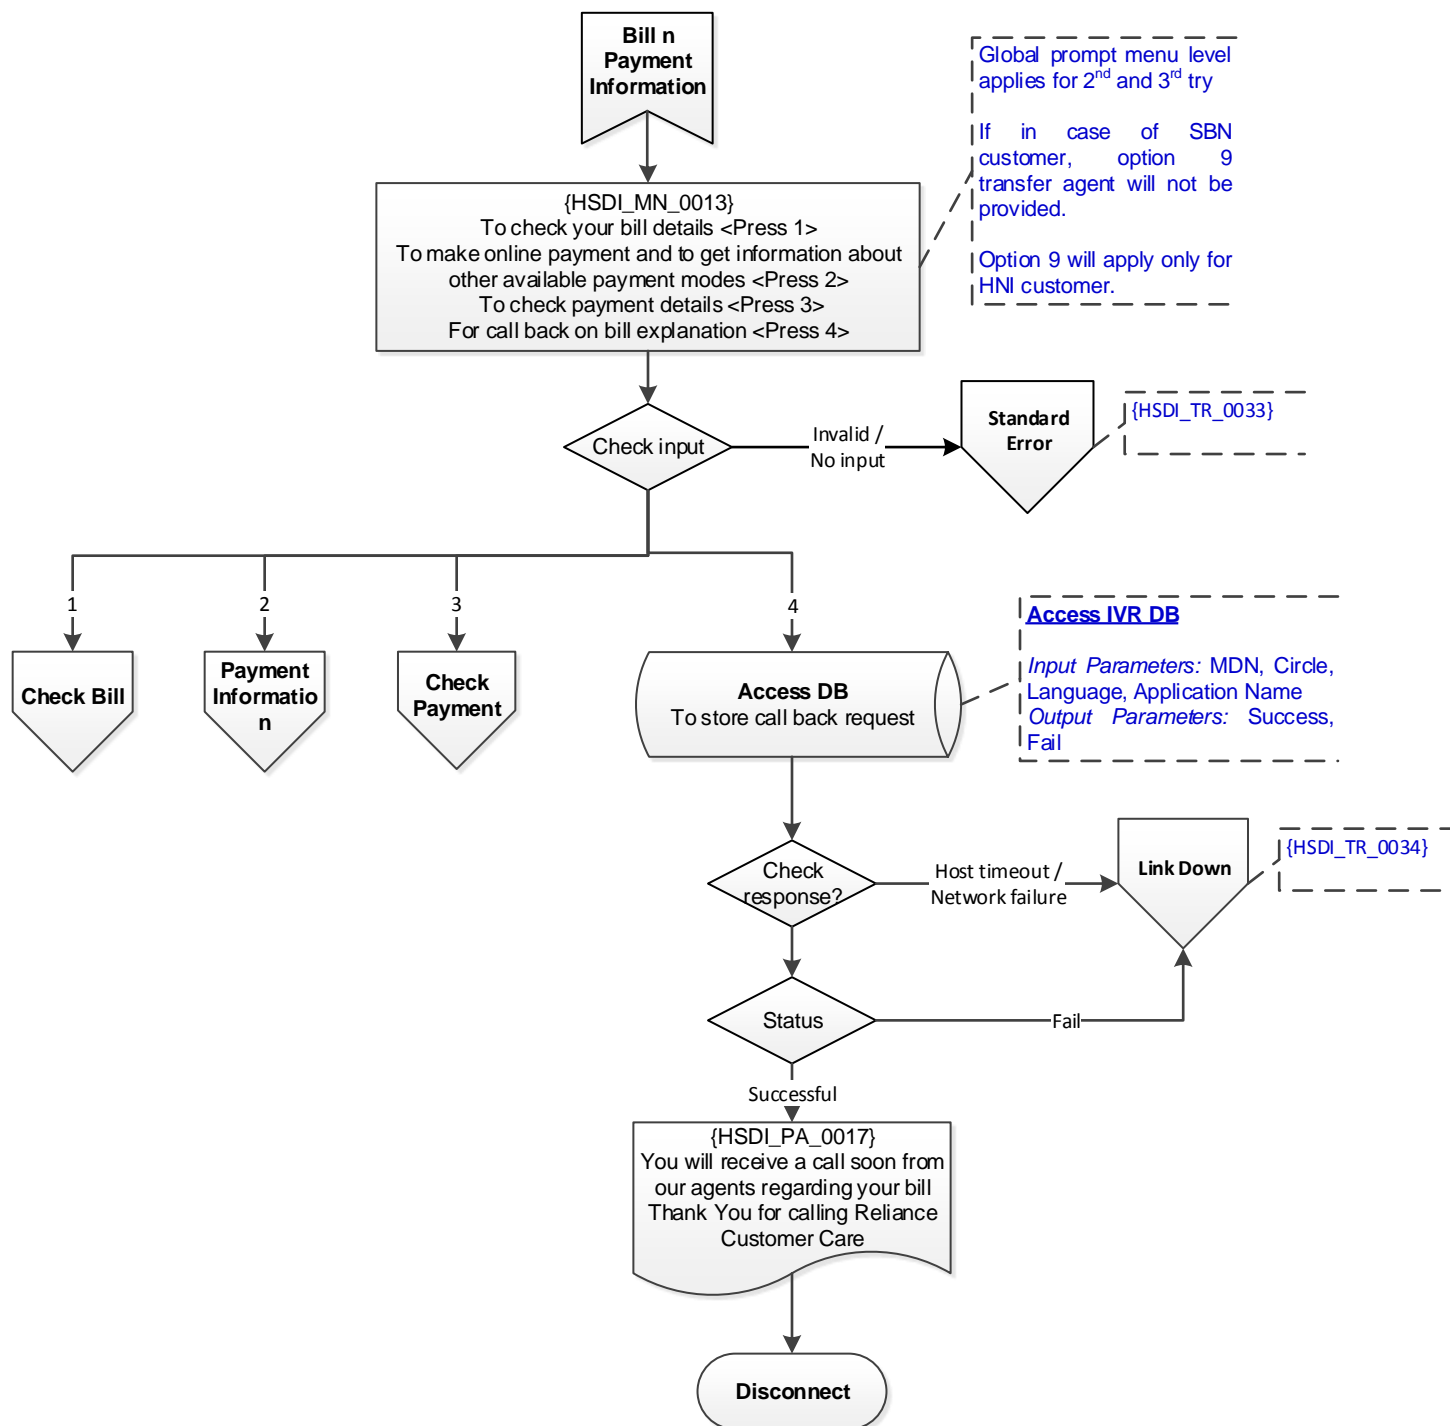 Bill n
Payment
Information
Global prompt menu level
applies for 2nd and 3rd try
If in case of SBN
customer, option 9
transfer agent will not be
provided.
Option 9 will apply only for
HNI customer.
{HSDI_MN_0013}
To check your bill details <Press 1>
To make online payment and to get information about
other available payment modes <Press 2>
To check payment details <Press 3>
For call back on bill explanation <Press 4>
Check input
Invalid /
No input
Standard
Error
{HSDI_TR_0033}
1
2
3
4
Check Bill
Payment
Informatio
n
Check
Payment
Access DB
To store call back request
Access IVR DB
Input Parameters: MDN, Circle,
Language, Application Name
Output Parameters: Success,
Fail
Check
response?
Host timeout /
Network failure
Link Down
{HSDI_TR_0034}
Status
Fail
Successful
{HSDI_PA_0017}
You will receive a call soon from
our agents regarding your bill
Thank You for calling Reliance
Customer Care
Disconnect